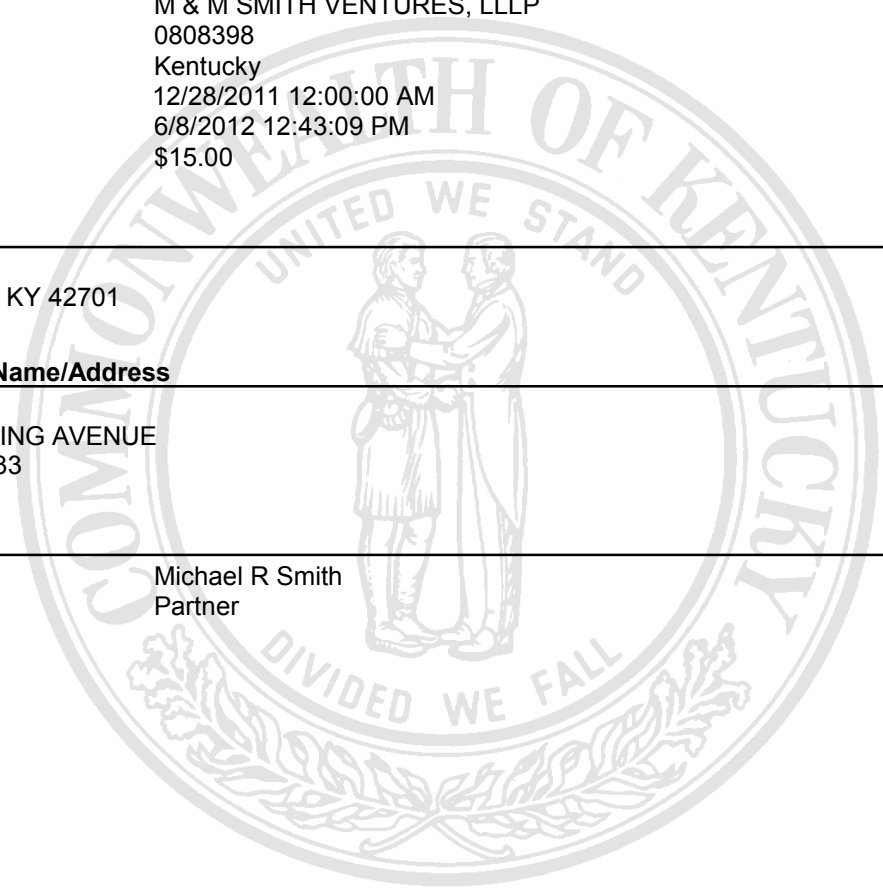 M & M SMITH VENTURES, LLLP
0808398
Kentucky
12/28/2011 12:00:00 AM
6/8/2012 12:43:09 PM
$15.00
KY 42701
Name/Address
ING AVENUE
33
Michael R Smith
Partner
COMMONWEALTH OF KENTUCKY
UNITED WE STAND
DIVIDED WE FALL